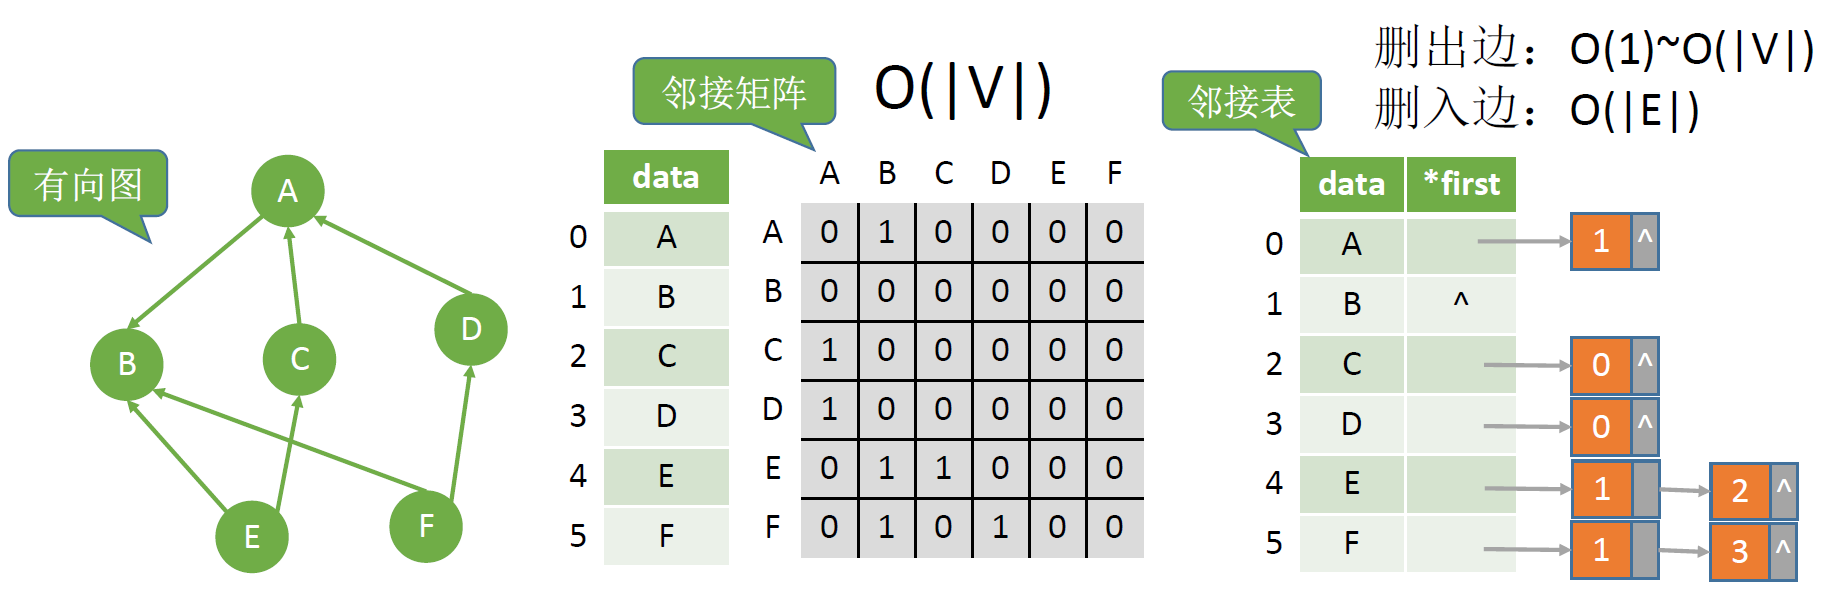 删出边：O(1)~O(|V|)
删入边：O(|E|)
邻接矩阵
O(|V|)
邻接表
有向图
A
B
C
D
E
F
data
0 A
1 B
2 C
3 D
4 E
5 F
A B C D E F
A 0 1 0 0 0 0
B 0 0 0 0 0 0
C 1 0 0 0 0 0
D 1 0 0 0 0 0
E 0 1 1 0 0 0
F 0 1 0 1 0 0
data *first
0 A 1 ^
1 B ^
2 C 0 ^
3 D 0 ^
4 E 1 2 ^
5 F 1 3 ^